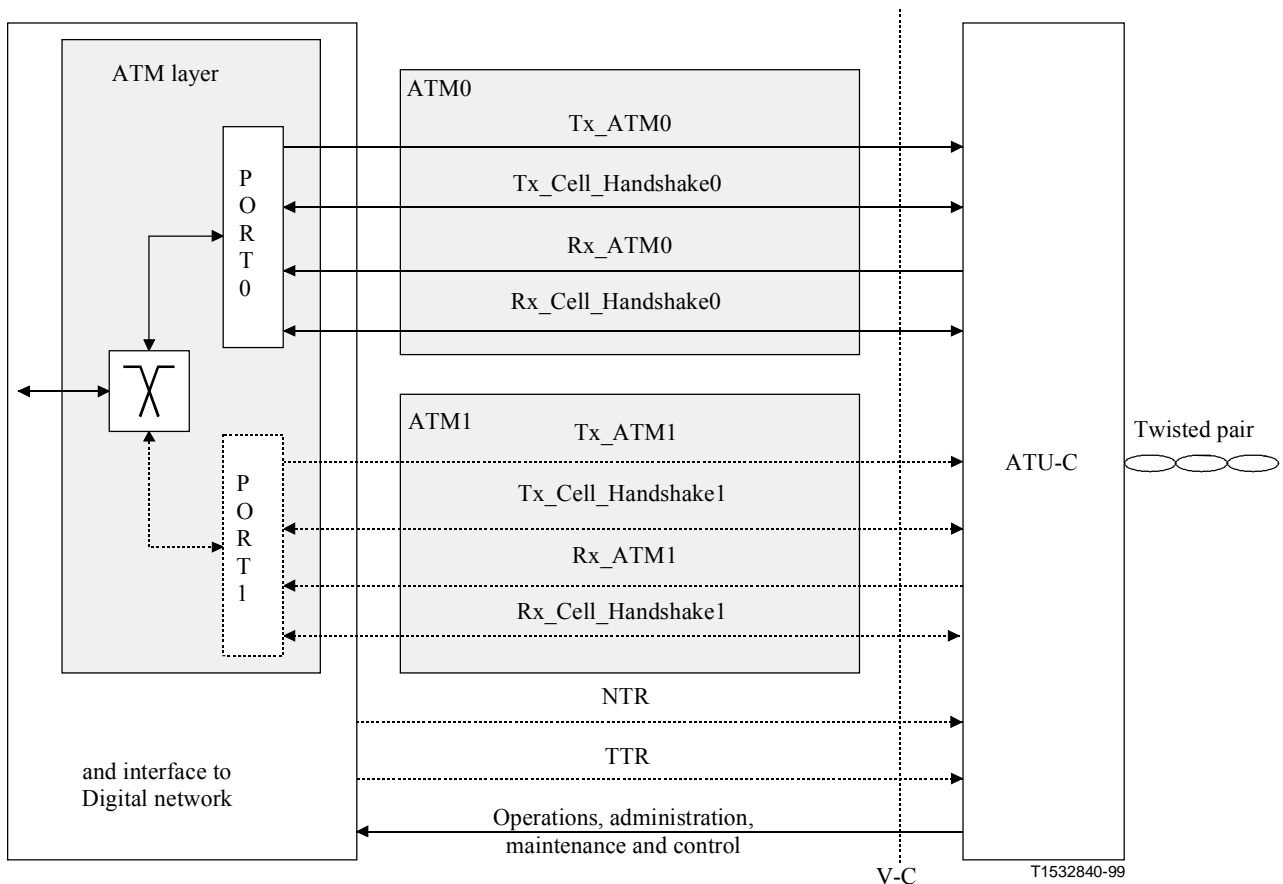 ATM layer
ATM0
Tx_ATM0
Tx_Cell_Handshake0
Rx_ATM0
Rx_Cell_Handshake0
P
O
R
T
0
ATM1
Tx_ATM1
Tx_Cell_Handshake1
Rx_ATM1
Rx_Cell_Handshake1
P
O
R
T
1
ATU-C
Twisted pair
NTR
TTR
and interface to
Digital network
Operations, administration,
maintenance and control
V-C
T1532840-99